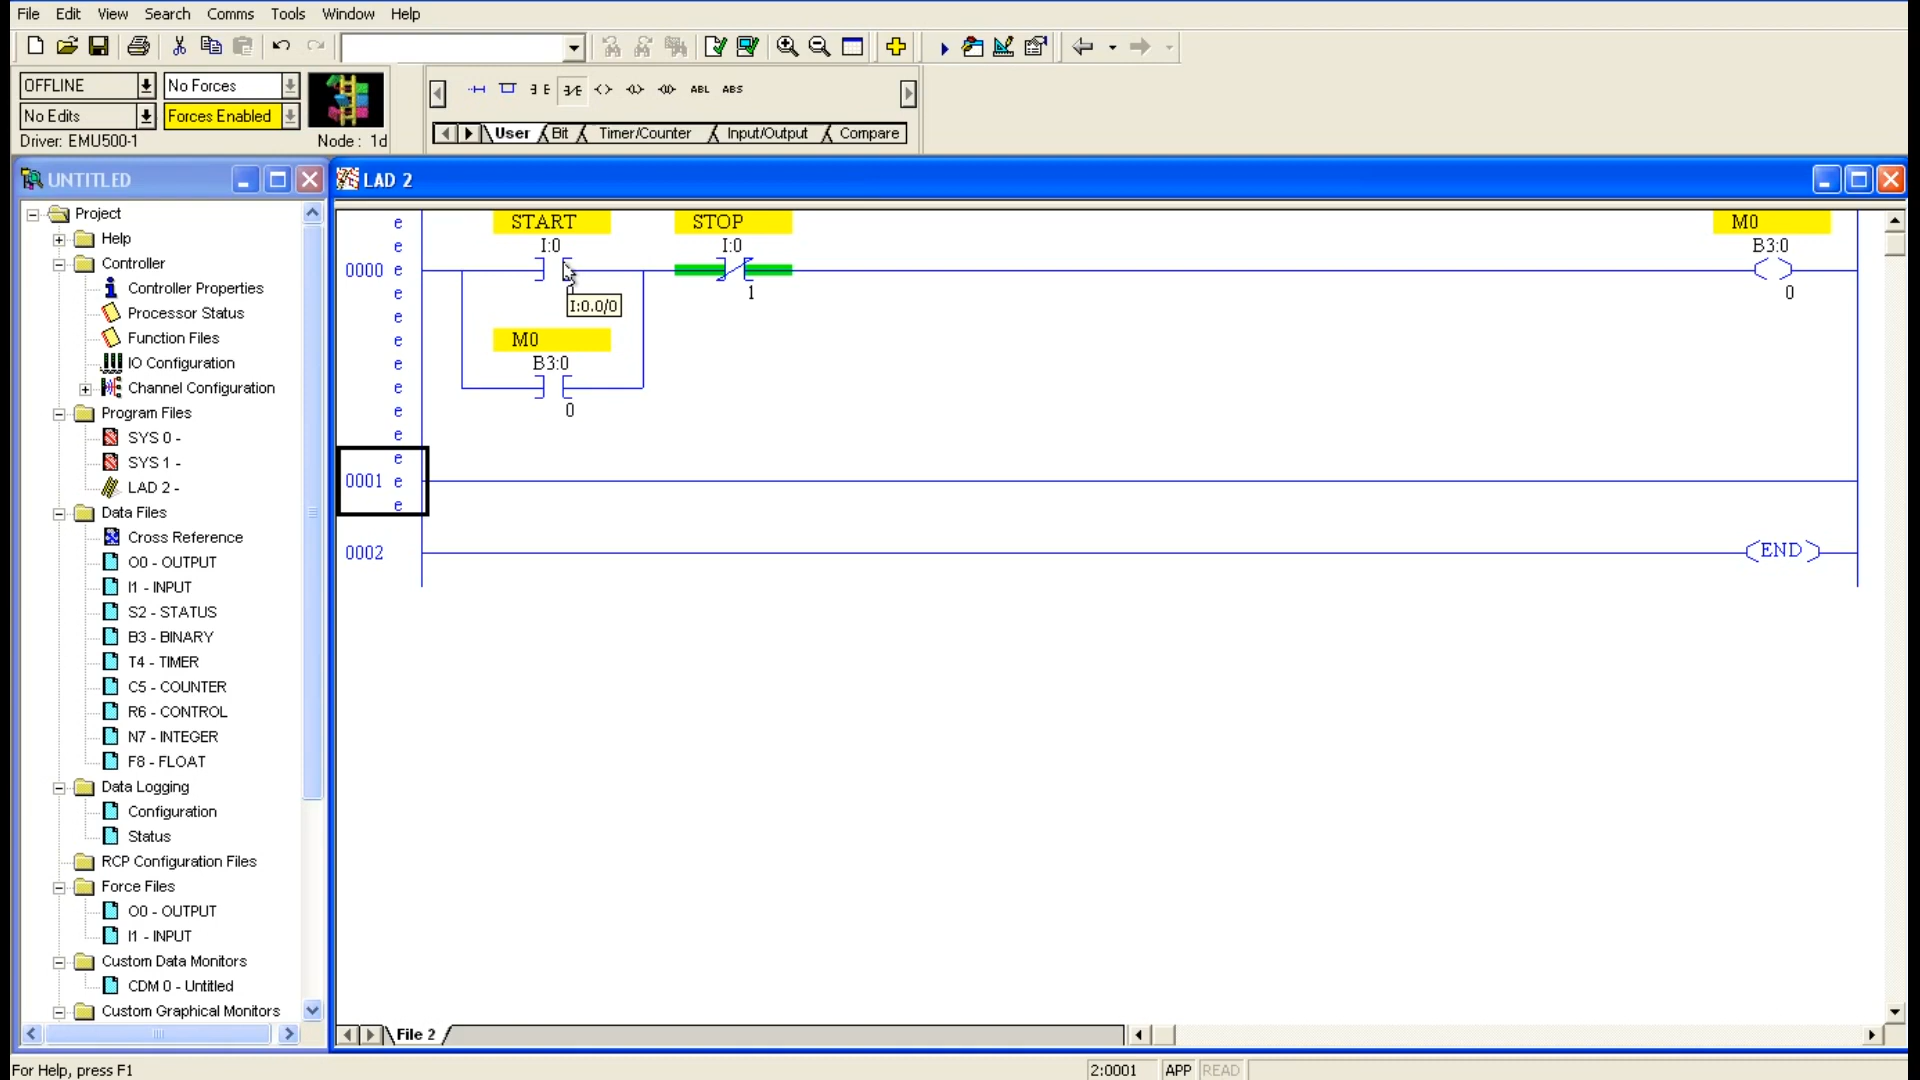 File Edit View Search Comms Tools Window Help
OFFLINE No Forces
No Edits Forces Enabled
Driver: EMU500-1 Node : 1d
ABL ABS
User Bit Timer/Counter Input/Output Compare
UNTITLED
Project
Help
Controller
Controller Properties
Processor Status
Function Files
IO Configuration
Channel Configuration
Program Files
SYS 0 -
SYS 1 -
LAD 2 -
Data Files
Cross Reference
O0 - OUTPUT
I1 - INPUT
S2 - STATUS
B3 - BINARY
T4 - TIMER
C5 - COUNTER
R6 - CONTROL
N7 - INTEGER
F8 - FLOAT
Data Logging
Configuration
Status
RCP Configuration Files
Force Files
O0 - OUTPUT
I1 - INPUT
Custom Data Monitors
CDM 0 - Untitled
Custom Graphical Monitors
LAD 2
e START STOP M0
e I:0 I:0 B3:0
0000 e
e 1 0
e I:0.0/0
e M0
e B3:0
e
e 0
e
e
0001 e
e
0002 END
File 2
For Help, press F1 2:0001 APP READ